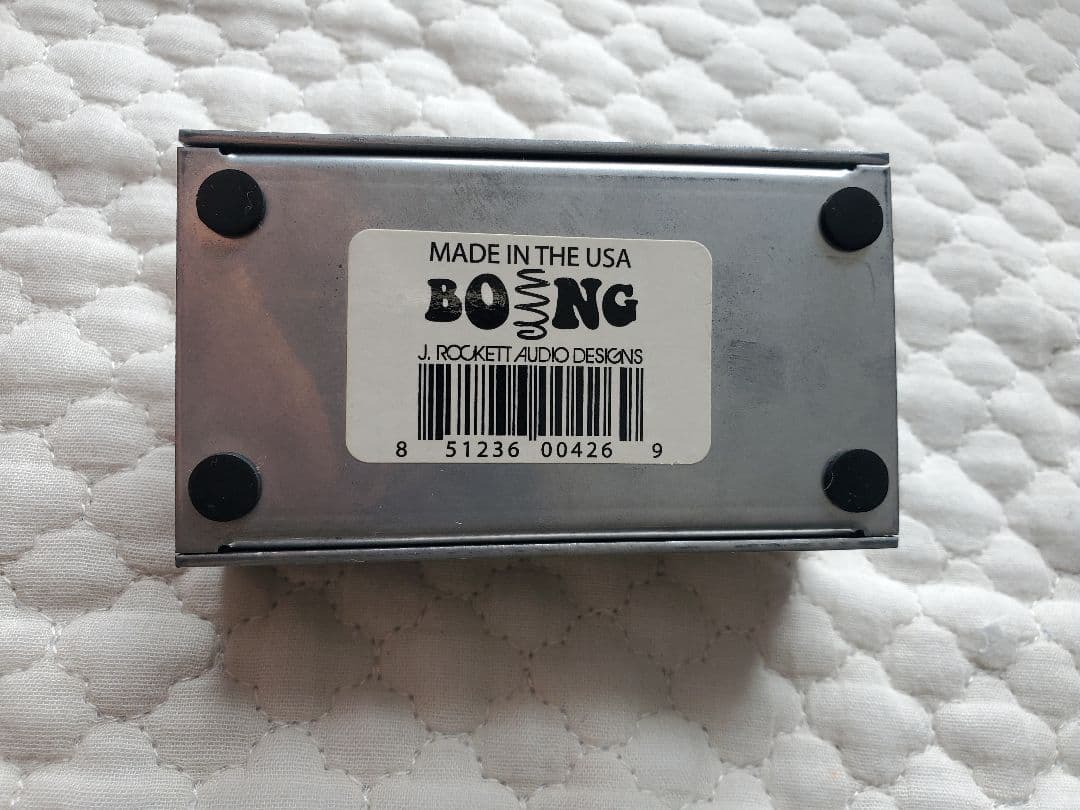 MADE IN THE USA
BOING
J. ROCKETT AUDIO DESIGNS
8 51236 00426 9